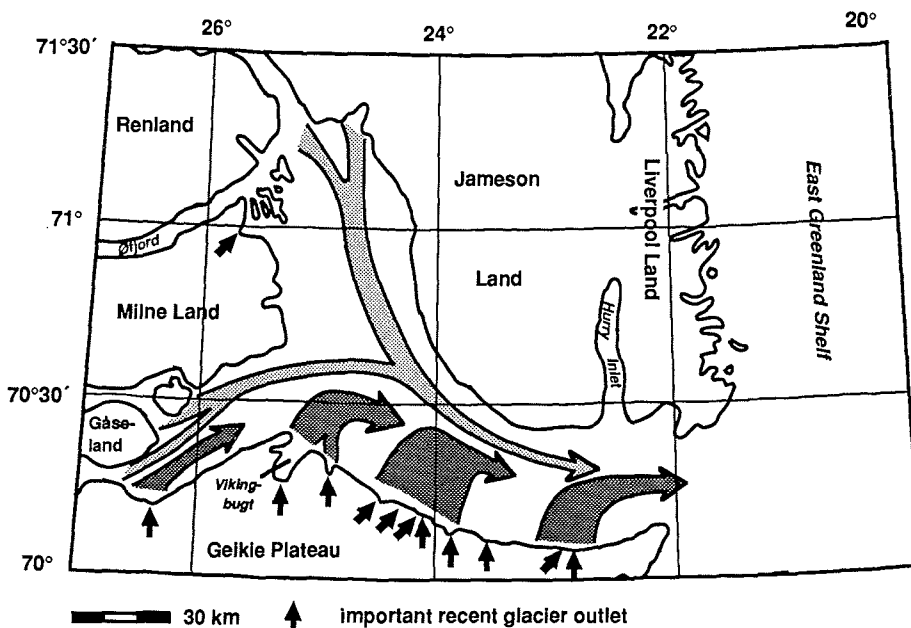 26° 24° 22° 20°
71°30´
Renland
Jameson
Liverpool Land
East Greenland Shelf
71°
Øfjord
Land
Milne Land
Hurry
Inlet
70°30´
Gåse-
land
Viking-
bugt
Geikie Plateau
70°
30 km important recent glacier outlet